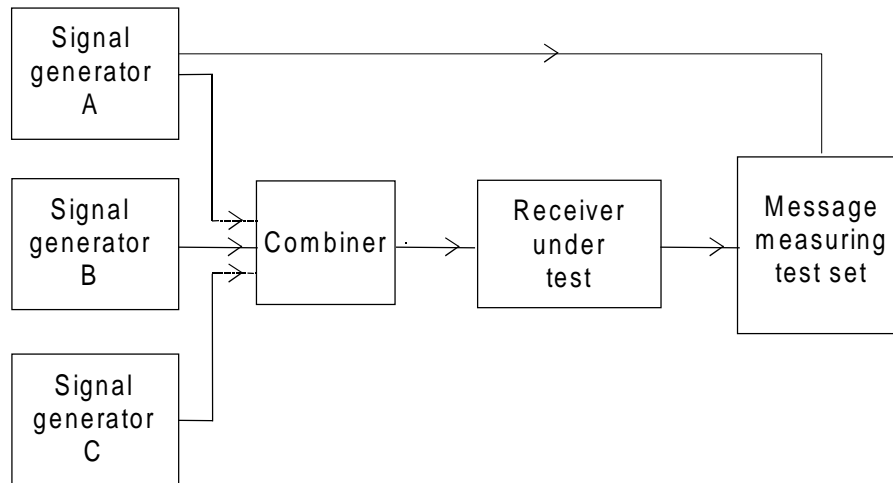 Signal
generator
A
Signal
generator
B
Combiner
Receiver
under
test
Message
measuring
test set
Signal
generator
C